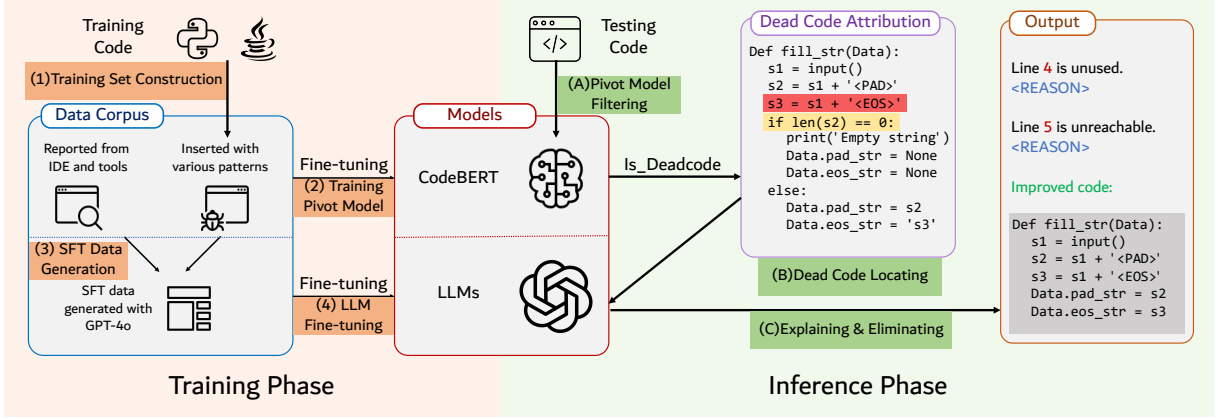 Training
Code
(1)Training Set Construction
Data Corpus
Reported from
IDE and tools
Inserted with
various patterns
(3) SFT Data
Generation
SFT data
generated with
GPT-4o
Fine-tuning
(2) Training
Pivot Model
Fine-tuning
(4) LLM
Fine-tuning
Training Phase
Models
CodeBERT
LLMs
</>
Testing
Code
(A)Pivot Model
Filtering
Is_Deadcode
Dead Code Attribution
Def fill_str(Data):
s1 = input()
s2 = s1 + '<PAD>'
s3 = s1 + '<EOS>'
if len(s2) == 0:
print('Empty string')
Data.pad_str = None
Data.eos_str = None
else:
Data.pad_str = s2
Data.eos_str = 's3'
(B)Dead Code Locating
(C)Explaining & Eliminating
Output
Line 4 is unused.
<REASON>
Line 5 is unreachable.
<REASON>
Improved code:
Def fill_str(Data):
s1 = input()
s2 = s1 + '<PAD>'
s3 = s1 + '<EOS>'
Data.pad_str = s2
Data.eos_str = s3
Inference Phase